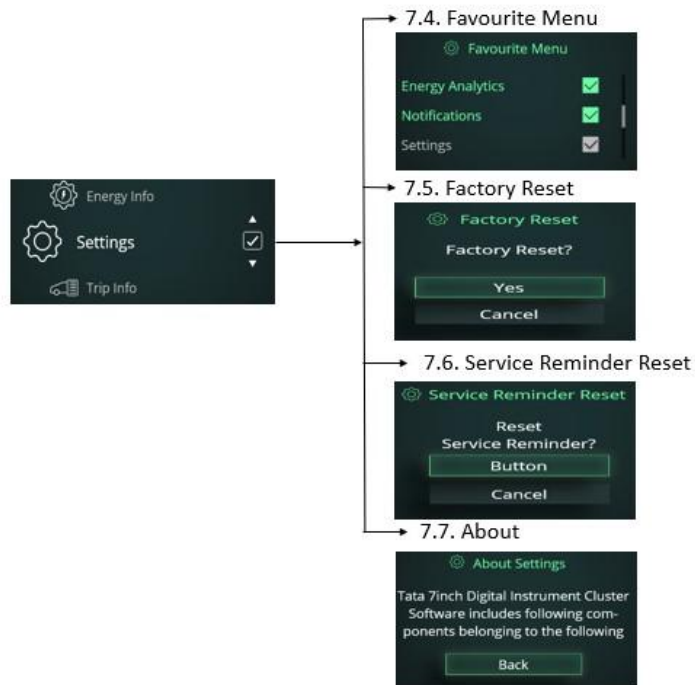 7.4. Favourite Menu
Favourite Menu
Energy Analytics
Notifications
Settings
Energy Info
Settings
Trip Info
7.5. Factory Reset
Factory Reset
Factory Reset?
Yes
Cancel
7.6. Service Reminder Reset
Service Reminder Reset
Reset
Service Reminder?
Button
Cancel
7.7. About
About Settings
Tata 7inch Digital Instrument Cluster
Software includes following com-
ponents belonging to the following
Back